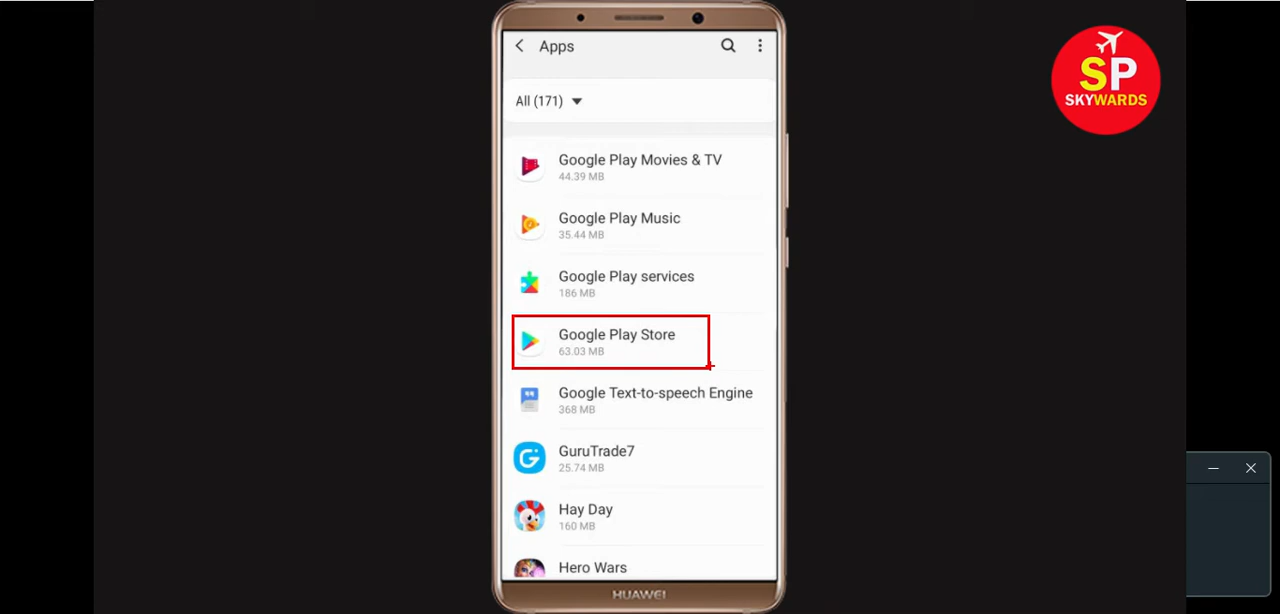 Apps
All (171)
Google Play Movies & TV
44.39 MB
Google Play Music
35.44 MB
Google Play services
186 MB
Google Play Store
63.03 MB
Google Text-to-speech Engine
368 MB
GuruTrade7
25.74 MB
Hay Day
160 MB
Hero Wars
HUAWEI
SP
SKYWARDS